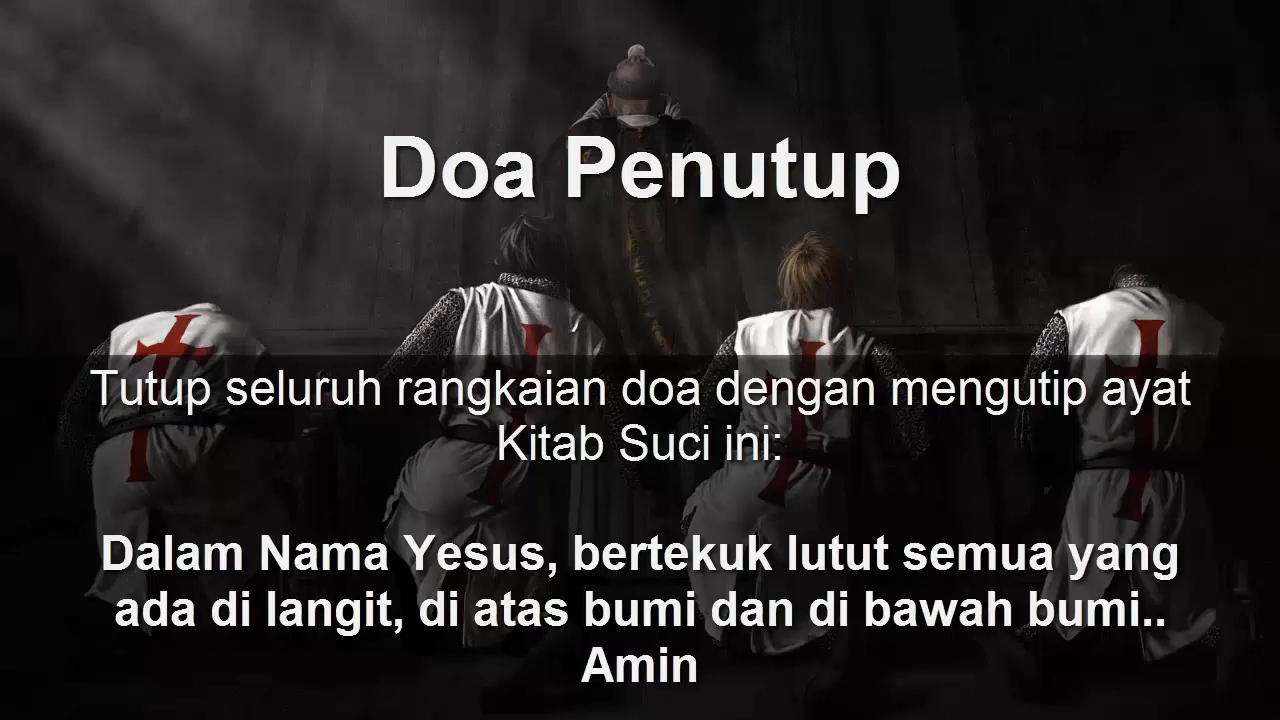 Doa Penutup
Tutup seluruh rangkaian doa dengan mengutip ayat
Kitab Suci ini:
Dalam Nama Yesus, bertekuk lutut semua yang
ada di langit, di atas bumi dan di bawah bumi..
Amin